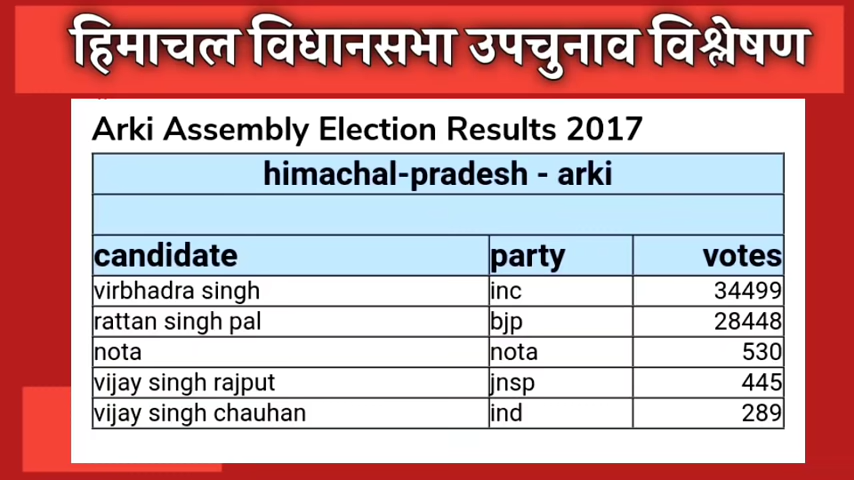 हिमाचल विधानसभा उपचुनाव विश्लेषण
Arki Assembly Election Results 2017
himachal-pradesh - arki
candidate party votes
virbhadra singh inc 34499
rattan singh pal bjp 28448
nota nota 530
vijay singh rajput jnsp 445
vijay singh chauhan ind 289